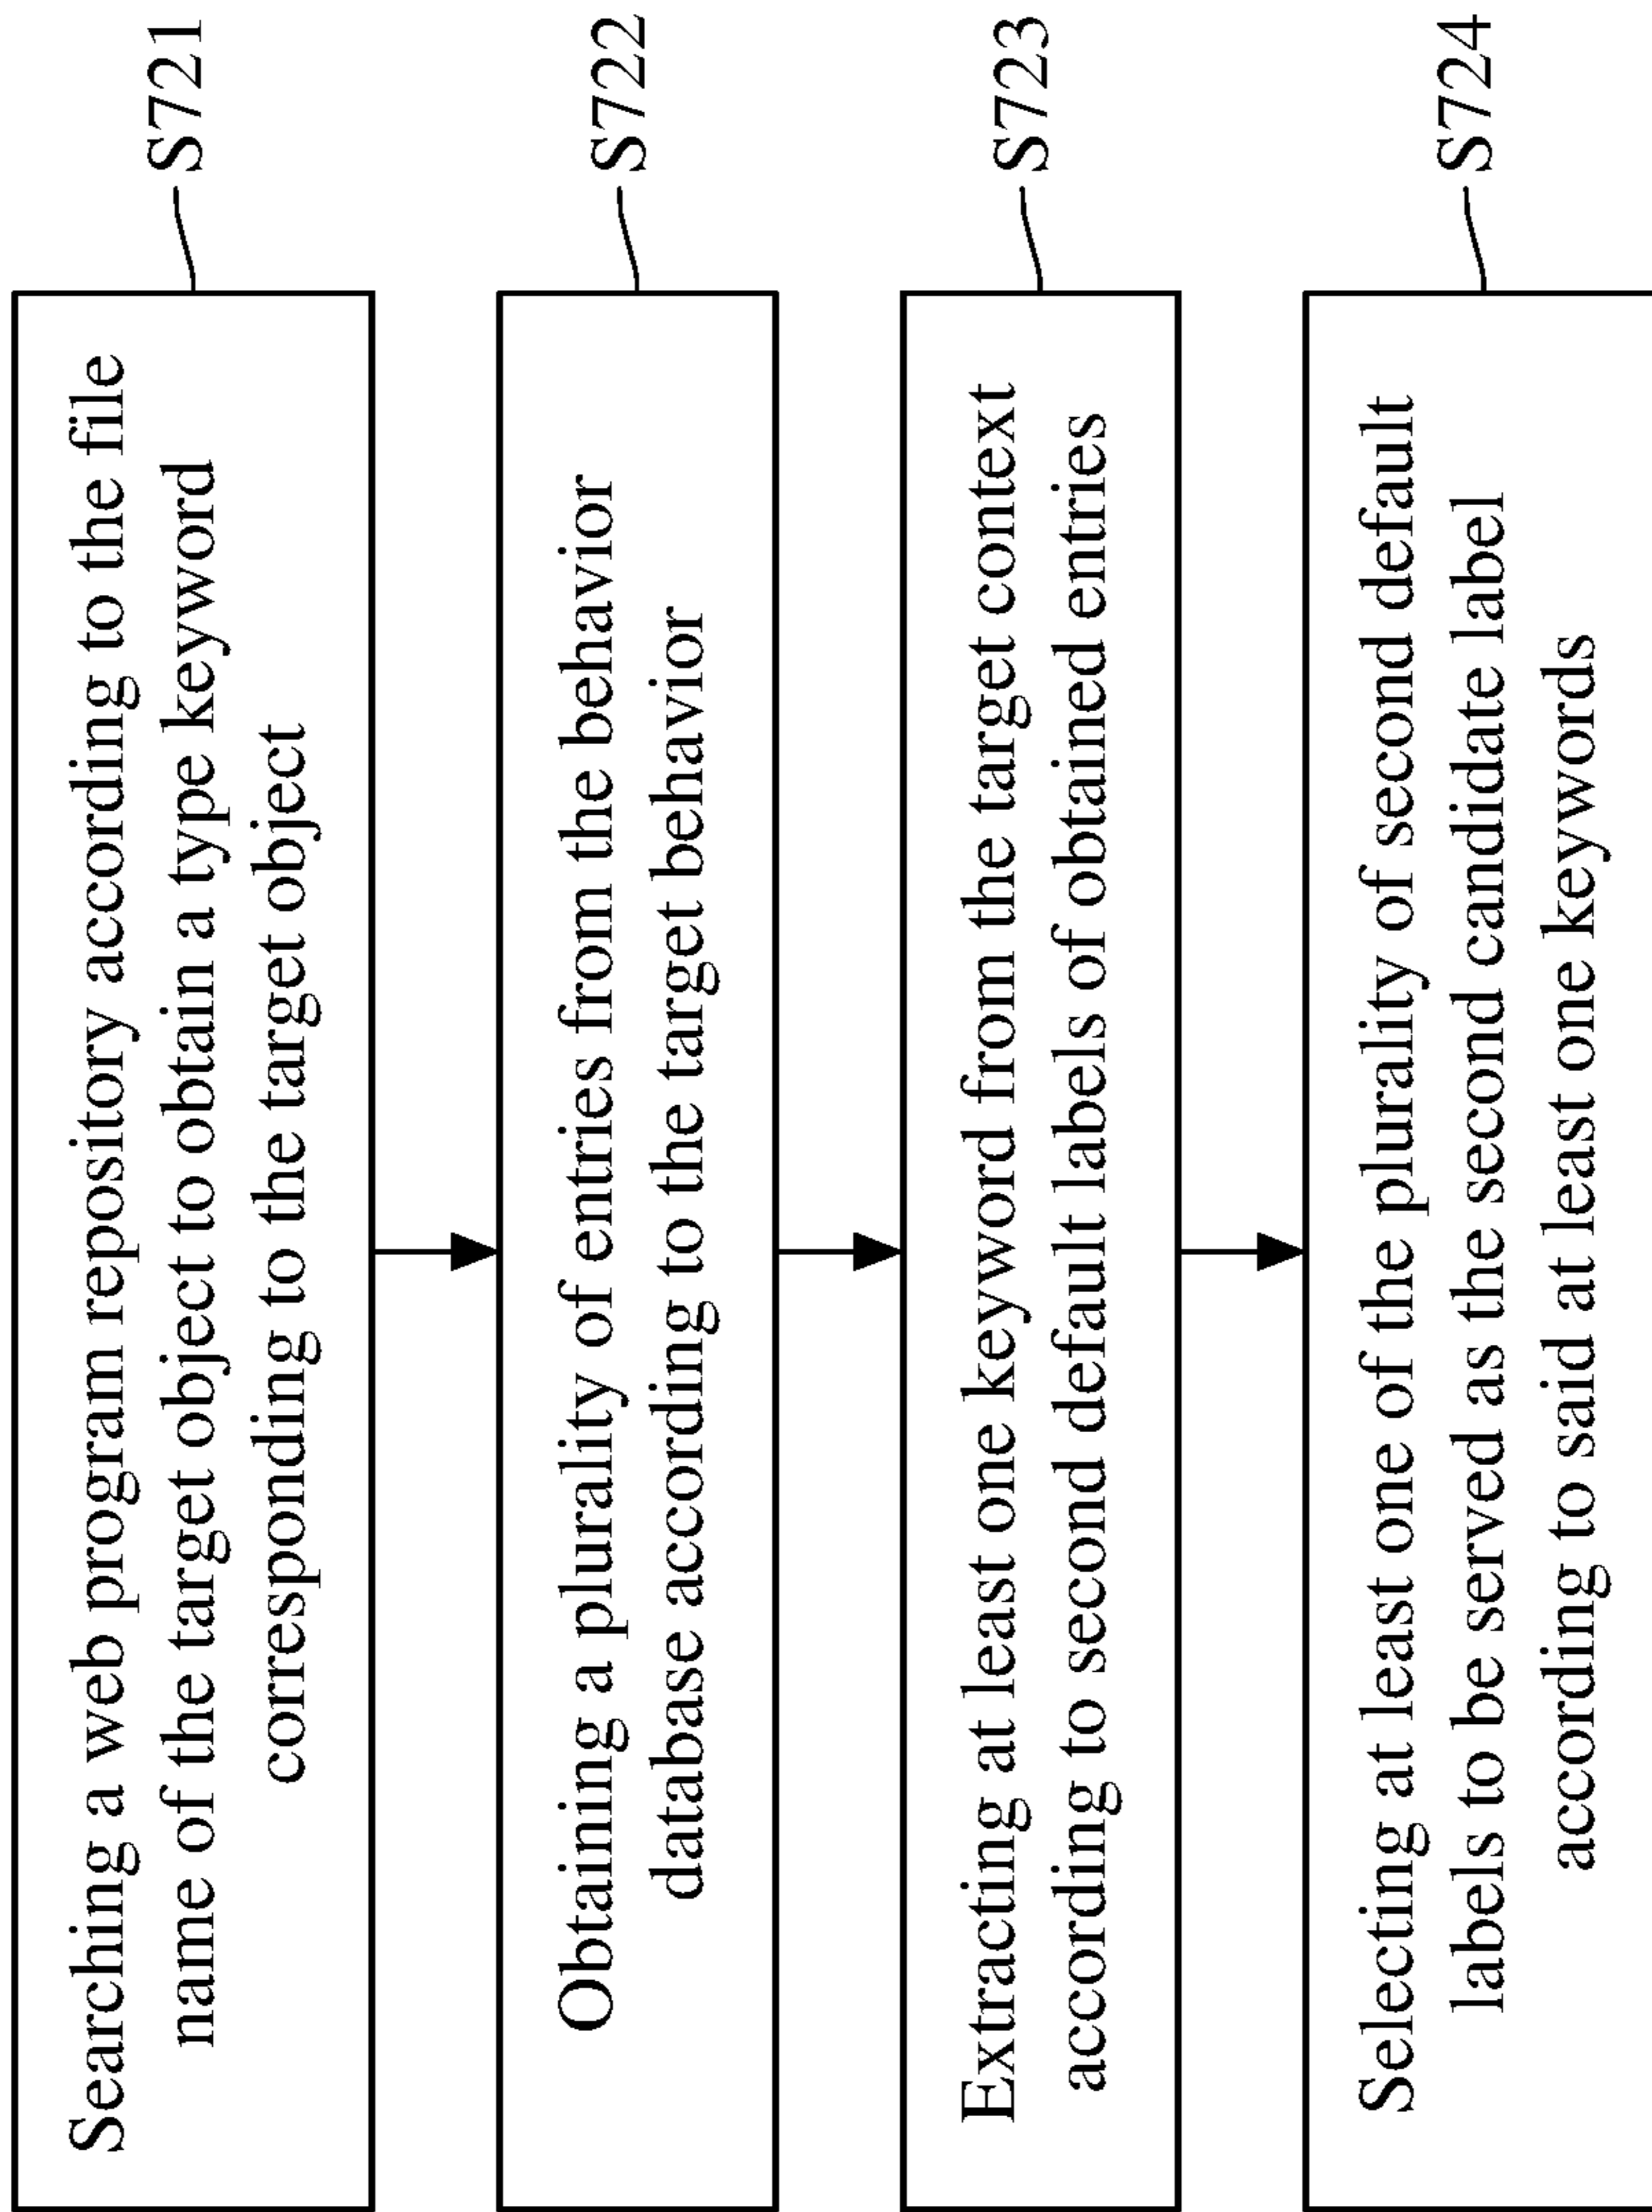 Searching a web program repository according to the file
name of the target object to obtain a type keyword
corresponding to the target object
S721
Obtaining a plurality of entries from the behavior
database according to the target behavior
S722
Extracting at least one keyword from the target context
according to second default labels of obtained entries
S723
Selecting at least one of the plurality of second default
labels to be served as the second candidate label
according to said at least one keywords
S724